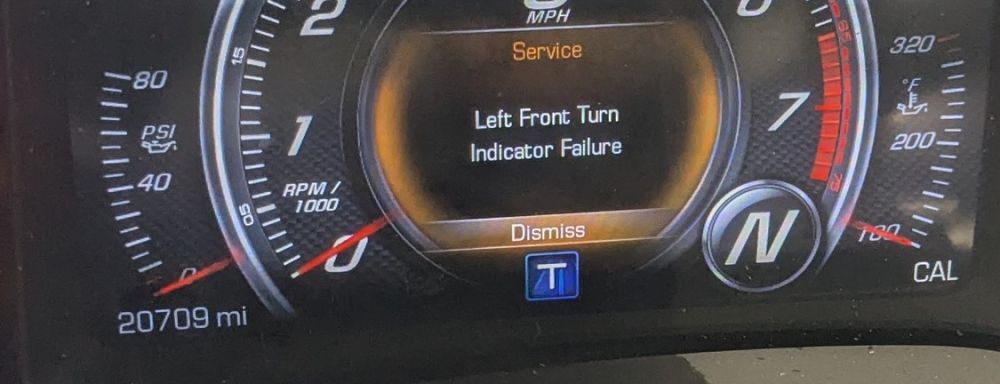 2
MPH
Service
320
80
15
°F
Left Front Turn
1
7
PSI
Indicator Failure
200
40
RPM /
1000
05
Dismiss
N
0
0
100
T
CAL
20709 mi